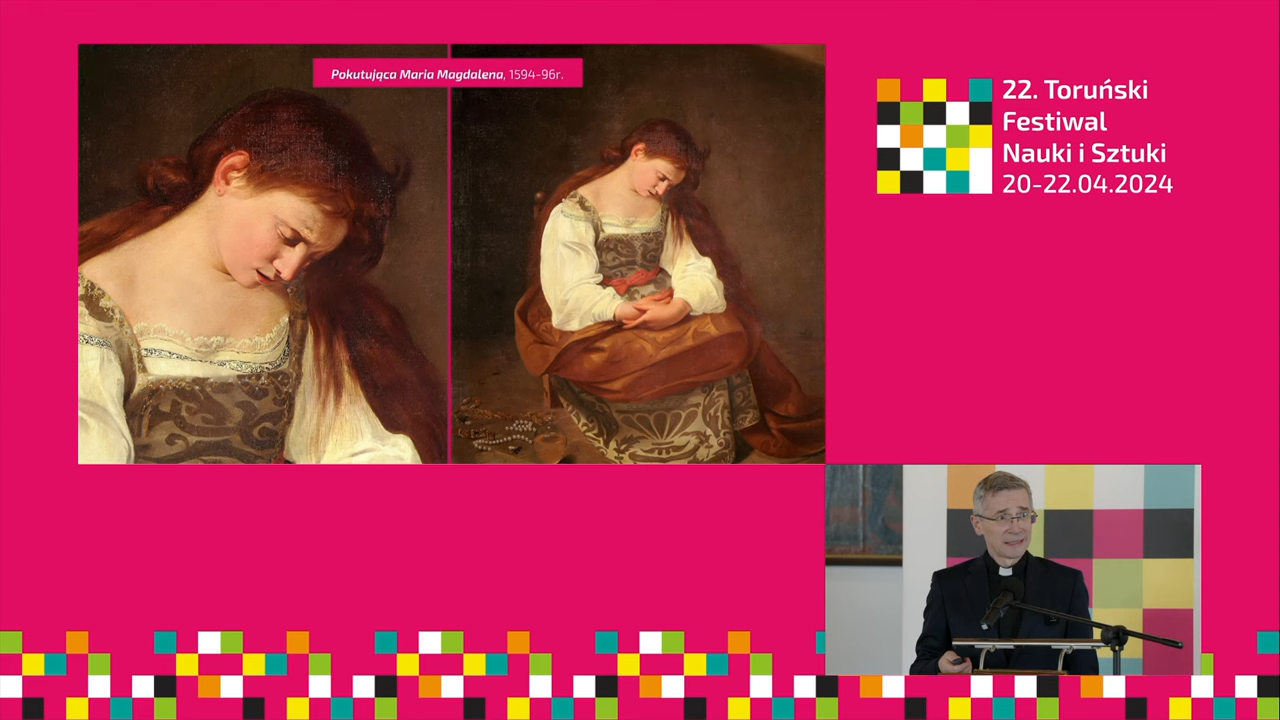 Pokutująca Maria Magdalena, 1594-96r.
22. Toruński
Festiwal
Nauki i Sztuki
20-22.04.2024